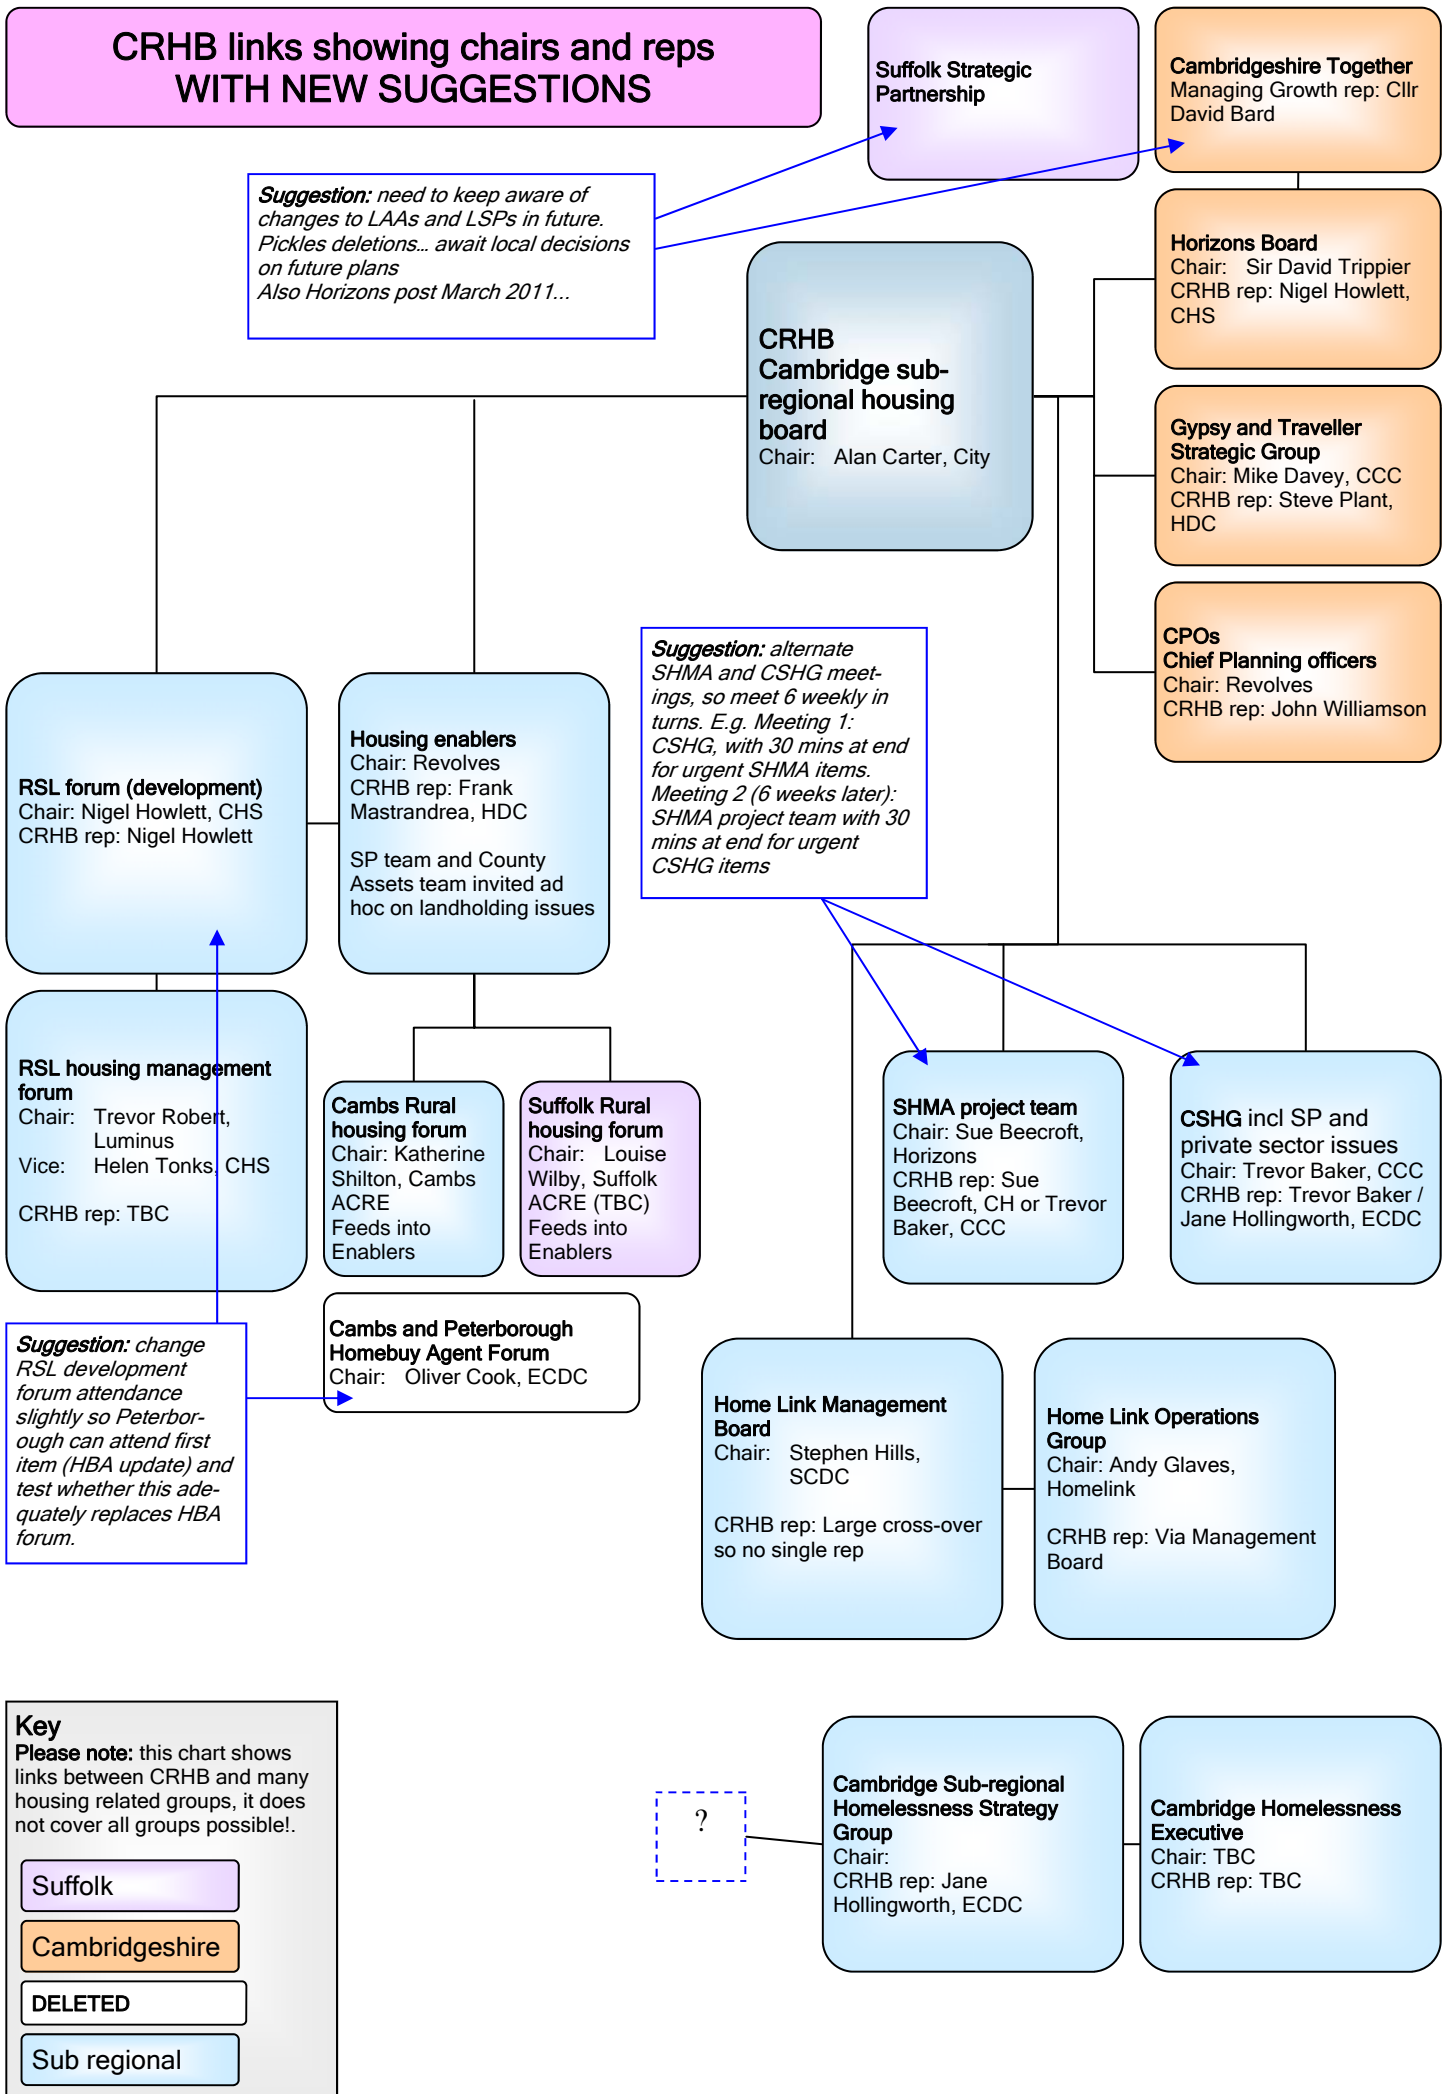 CRHB links showing chairs and reps
WITH NEW SUGGESTIONS
Suffolk Strategic
Partnership
Cambridgeshire Together
Managing Growth rep: Cllr
David Bard
Suggestion: need to keep aware of
changes to LAAs and LSPs in future.
Pickles deletions... await local decisions
on future plans
Also Horizons post March 2011...
Horizons Board
Chair: Sir David Trippier
CRHB rep: Nigel Howlett,
CHS
CRHB
Cambridge sub-
regional housing
board
Chair: Alan Carter, City
Gypsy and Traveller
Strategic Group
Chair: Mike Davey, CCC
CRHB rep: Steve Plant,
HDC
CPOs
Chief Planning officers
Chair: Revolves
CRHB rep: John Williamson
Suggestion: alternate
SHMA and CSHG meet-
ings, so meet 6 weekly in
turns. E.g. Meeting 1:
CSHG, with 30 mins at end
for urgent SHMA items.
Meeting 2 (6 weeks later):
SHMA project team with 30
mins at end for urgent
CSHG items
RSL forum (development)
Chair: Nigel Howlett, CHS
CRHB rep: Nigel Howlett
Housing enablers
Chair: Revolves
CRHB rep: Frank
Mastrandrea, HDC
SP team and County
Assets team invited ad
hoc on landholding issues
RSL housing management
forum
Chair: Trevor Robert,
Luminus
Vice: Helen Tonks, CHS
CRHB rep: TBC
Cambs Rural
housing forum
Chair: Katherine
Shilton, Cambs
ACRE
Feeds into
Enablers
Suffolk Rural
housing forum
Chair: Louise
Wilby, Suffolk
ACRE (TBC)
Feeds into
Enablers
SHMA project team
Chair: Sue Beecroft,
Horizons
CRHB rep: Sue
Beecroft, CH or Trevor
Baker, CCC
CSHG incl SP and
private sector issues
Chair: Trevor Baker, CCC
CRHB rep: Trevor Baker /
Jane Hollingworth, ECDC
Suggestion: change
RSL development
forum attendance
slightly so Peterbor-
ough can attend first
item (HBA update) and
test whether this ade-
quately replaces HBA
forum.
Cambs and Peterborough
Homebuy Agent Forum
Chair: Oliver Cook, ECDC
Home Link Management
Board
Chair: Stephen Hills,
SCDC
CRHB rep: Large cross-over
so no single rep
Home Link Operations
Group
Chair: Andy Glaves,
Homelink
CRHB rep: Via Management
Board
Key
Please note: this chart shows
links between CRHB and many
housing related groups, it does
not cover all groups possible!.
Suffolk
Cambridgeshire
DELETED
Sub regional
?
Cambridge Sub-regional
Homelessness Strategy
Group
Chair:
CRHB rep: Jane
Hollingworth, ECDC
Cambridge Homelessness
Executive
Chair: TBC
CRHB rep: TBC